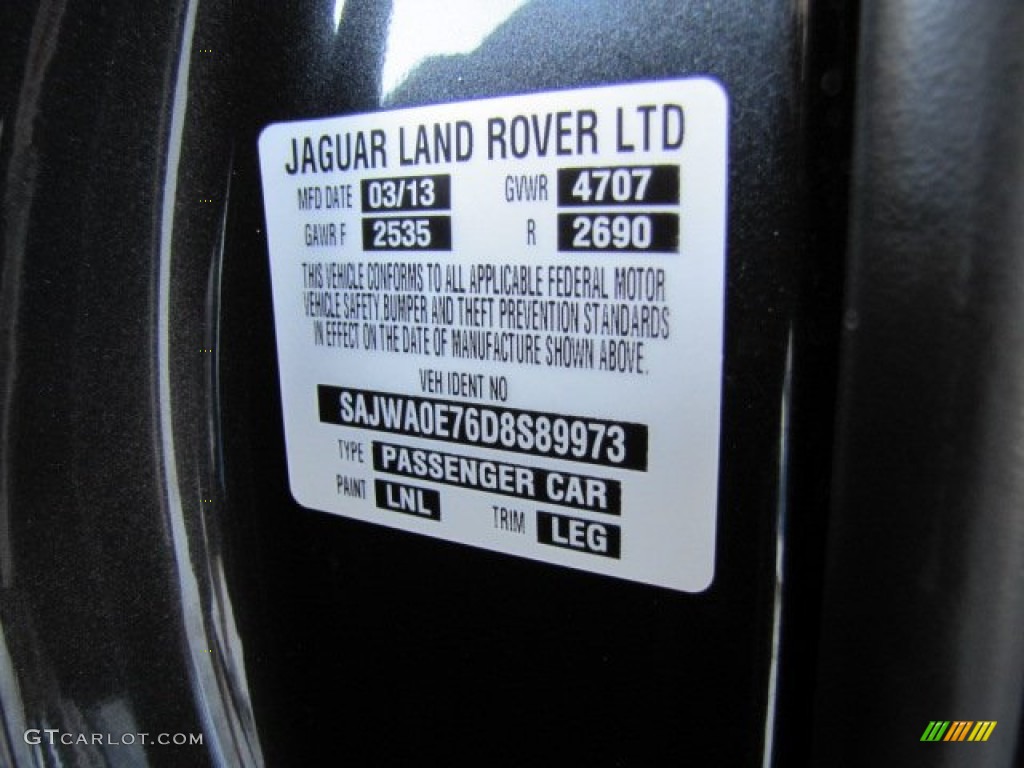 JAGUAR LAND ROVER LTD
MFD DATE 03/13 GVWR 4707
GAWR F 2535 R 2690
THIS VEHICLE CONFORMS TO ALL APPLICABLE FEDERAL MOTOR
VEHICLE SAFETY,BUMPER AND THEFT PREVENTION STANDARDS
IN EFFECT ON THE DATE OF MANUFACTURE SHOWN ABOVE.
VEH IDENT NO
SAJWA0E76D8S89973
TYPE PASSENGER CAR
PAINT LNL TRIM LEG
GTCARLOT.COM